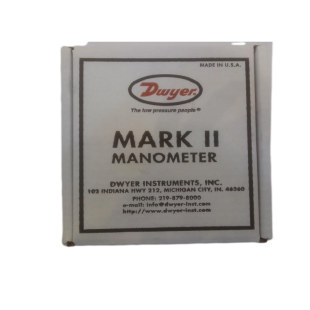 MADE IN U.S.A.
Dwyer
The low pressure people®
MARK II
MANOMETER
DWYER INSTRUMENTS, INC.
102 INDIANA HWY 212, MICHIGAN CITY, IN. 46360
PHONE: 219-879-8000
e-mail: info@dwyer-inst.com
http://www.dwyer-inst.com/